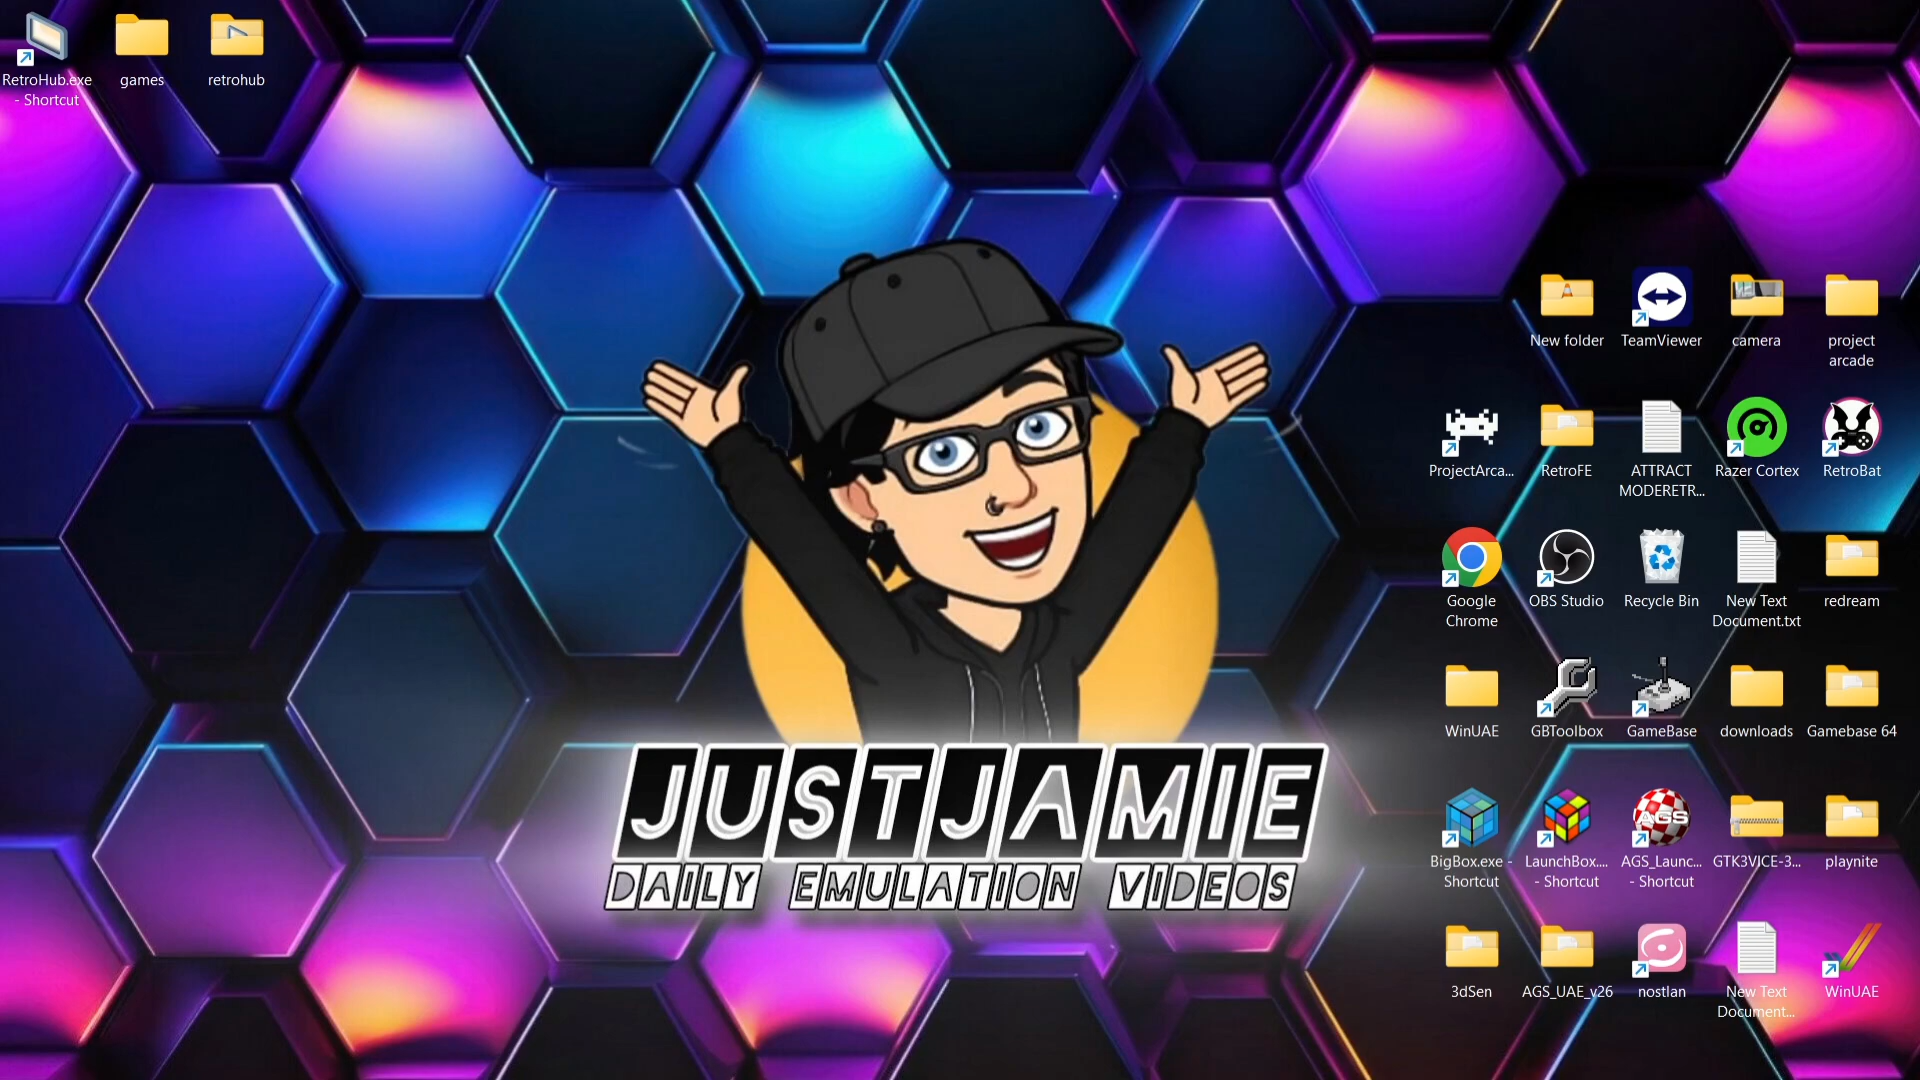 RetroHub.exe
- Shortcut
games
retrohub
New folder
TeamViewer
camera
project
arcade
ProjectArca...
RetroFE
ATTRACT
MODERETR...
Razer Cortex
RetroBat
Google
Chrome
OBS Studio
Recycle Bin
New Text
Document.txt
redream
WinUAE
GBToolbox
GameBase
downloads
Gamebase 64
JUSTJAMIE
DAILY EMULATION VIDEOS
BigBox.exe -
Shortcut
LaunchBox....
- Shortcut
AGS
AGS_Launc...
- Shortcut
GTK3VICE-3...
playnite
3dSen
AGS_UAE_v26
nostlan
New Text
Document...
WinUAE